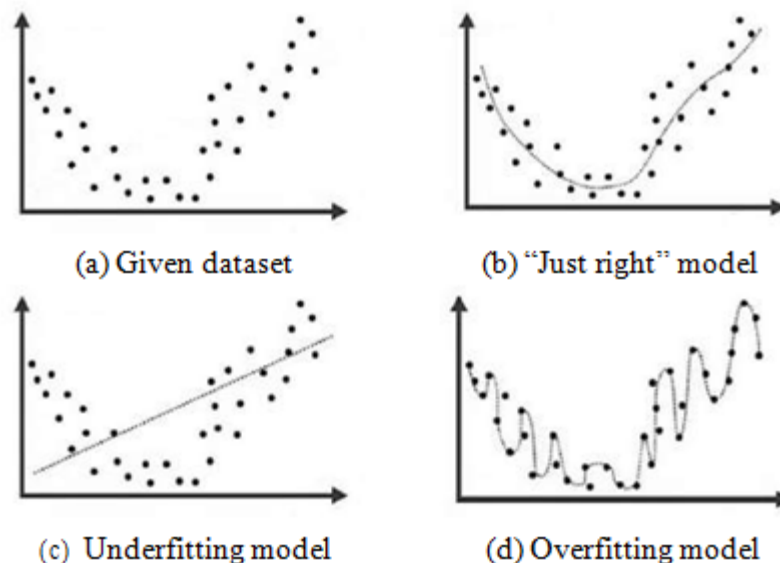 (a) Given dataset
(b) “Just right” model
(c) Underfitting model
(d) Overfitting model